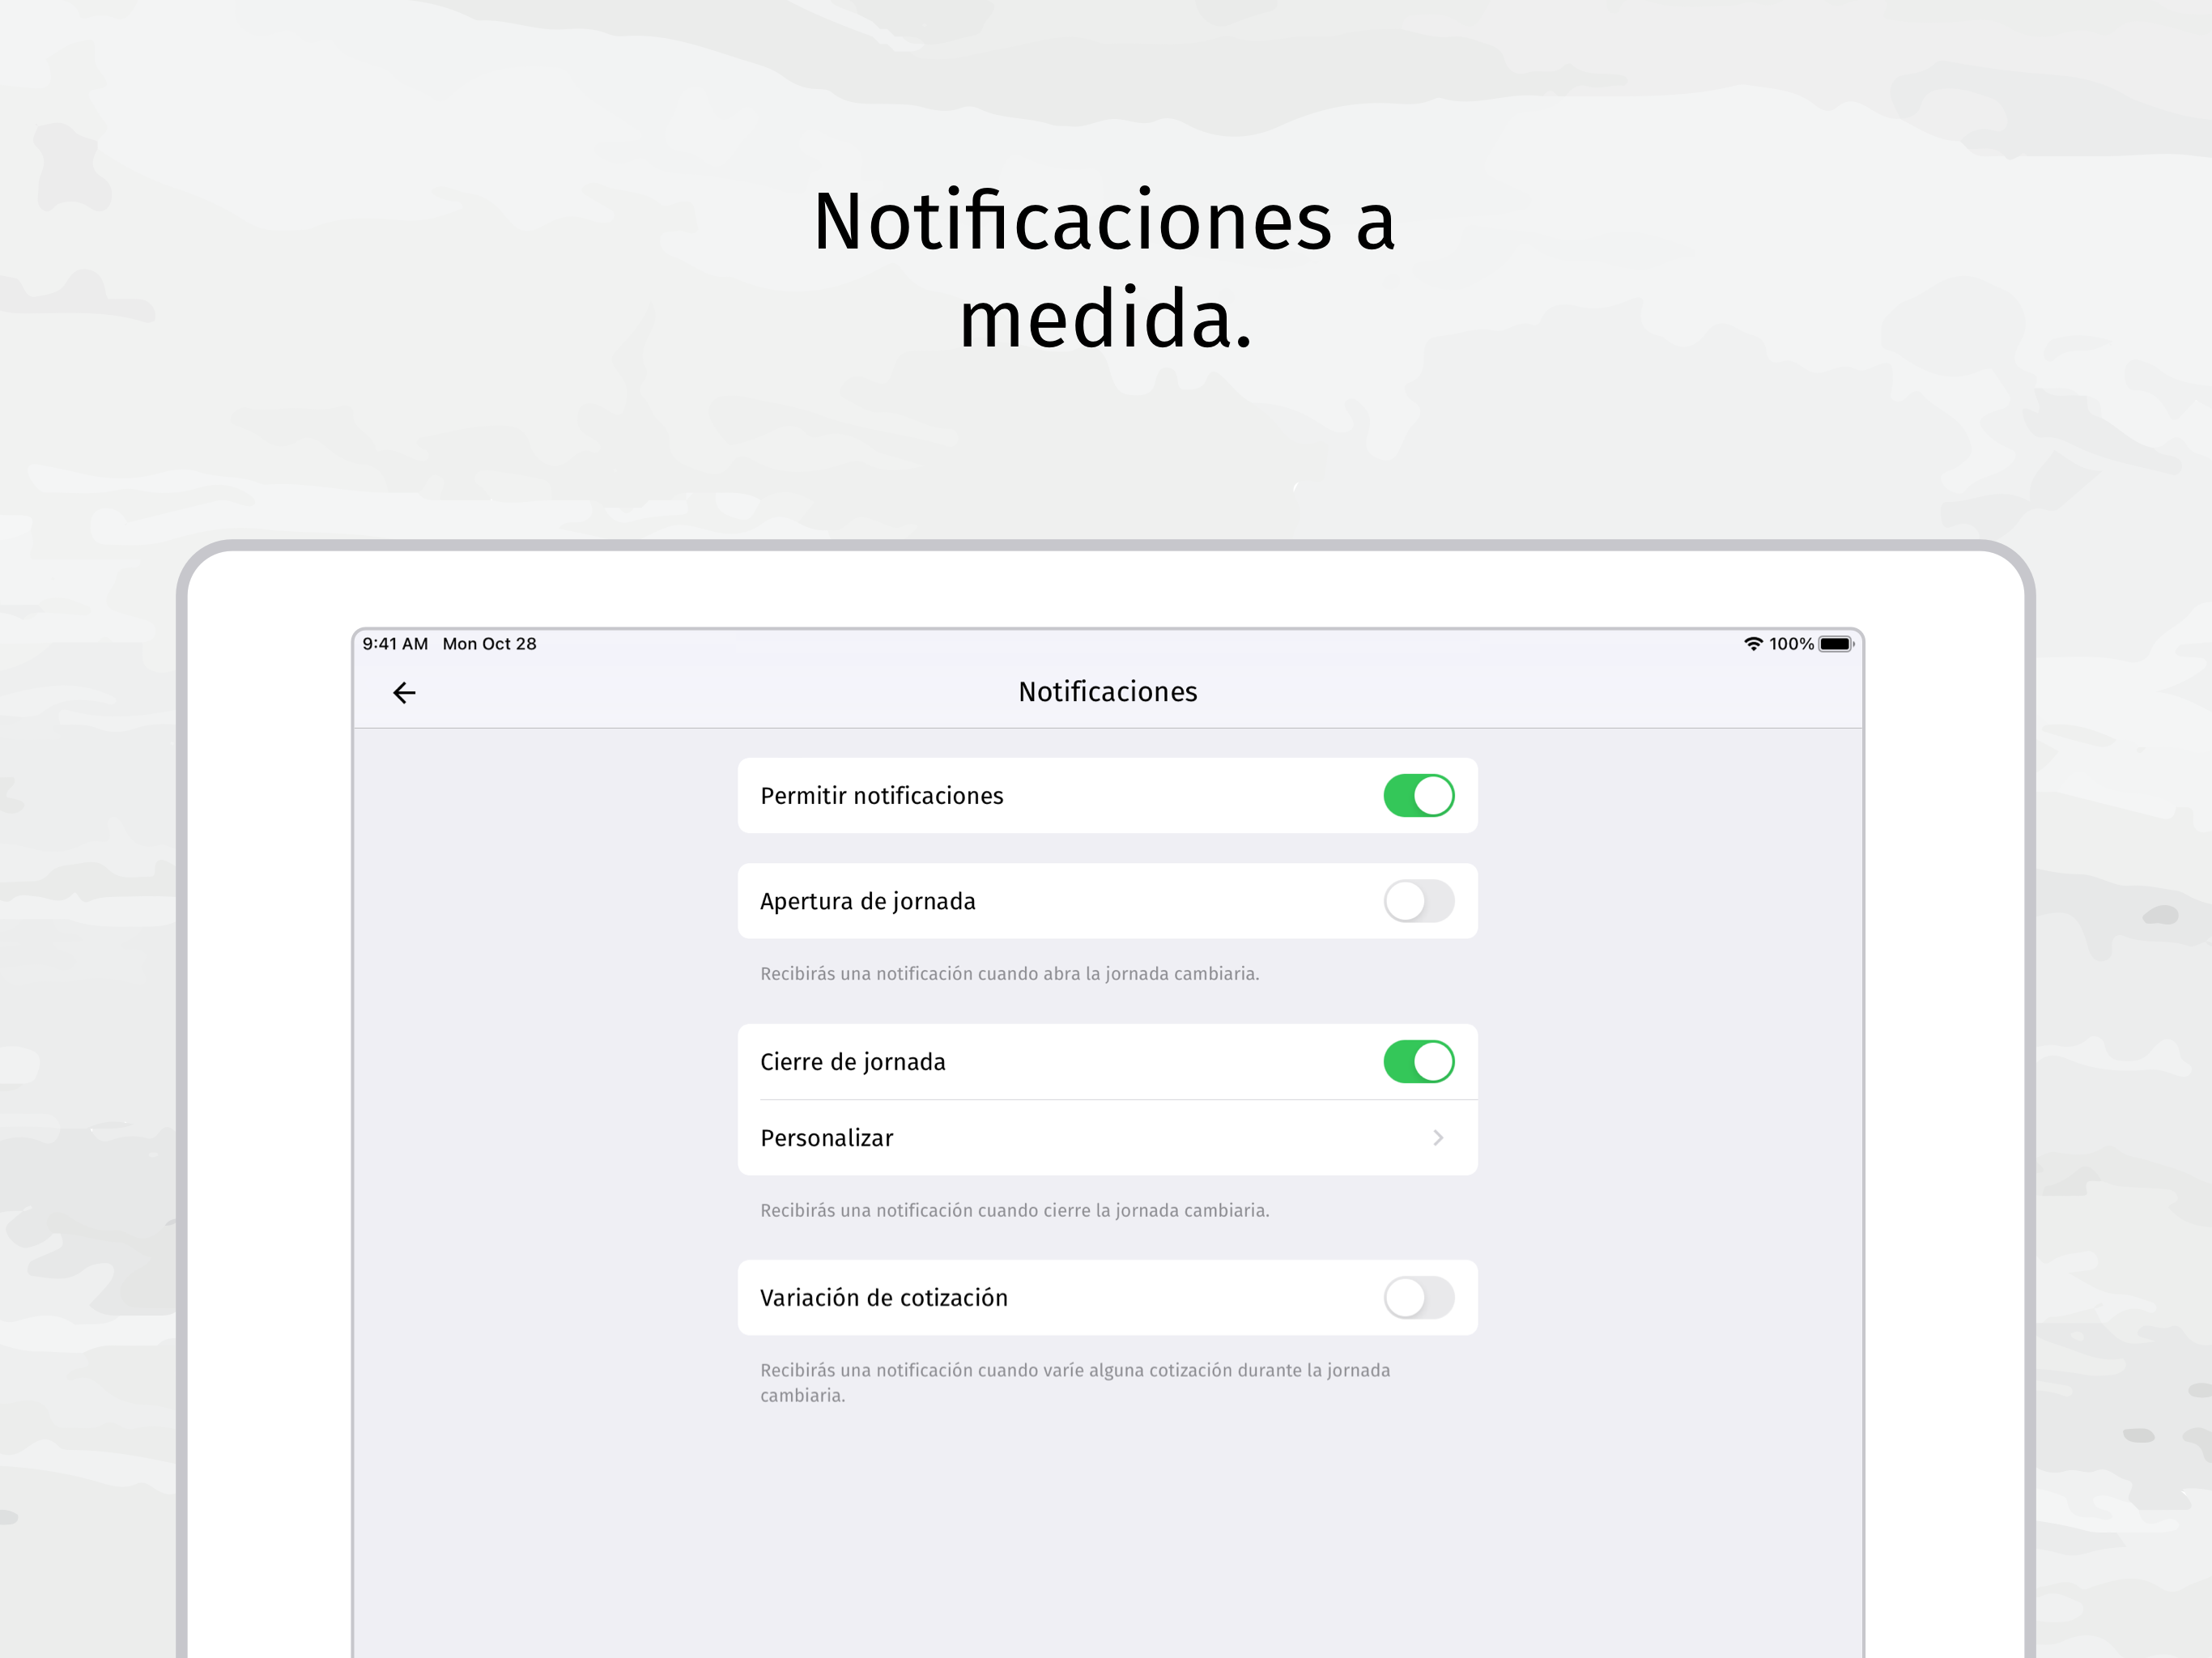 Notificaciones a
medida.
9:41 AM Mon Oct 28
100%
Notificaciones
Permitir notificaciones
Apertura de jornada
Recibirás una notificación cuando abra la jornada cambiaria.
Cierre de jornada
Personalizar
Recibirás una notificación cuando cierre la jornada cambiaria.
Variación de cotización
Recibirás una notificación cuando varíe alguna cotización durante la jornada
cambiaria.